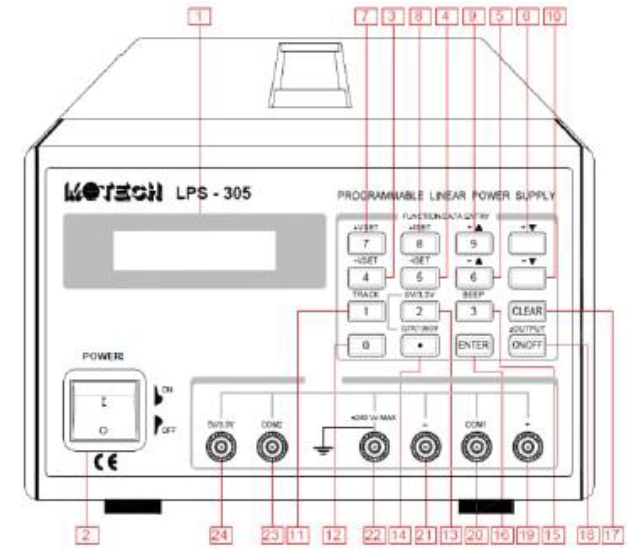 1 7 3 8 4 9 5 6 10
MOTECH LPS - 305
PROGRAMMABLE LINEAR POWER SUPPLY
FUNCTION/DATA ENTRY
+VSET +ISET + ▲ + ▼
7 8 9
-VSET -ISET - ▲ - ▼
4 5 6
TRACK 5V/3.3V BEEP
1 2 3 CLEAR
±OUTPUT
0 • ENTER ON/OFF
POWER
I ON
O OFF
CE
5V/3.3V COM2 ±240 Vo MAX - COM1 +
2 24 23 11 12 22 14 21 13 20 16 19 15 18 17